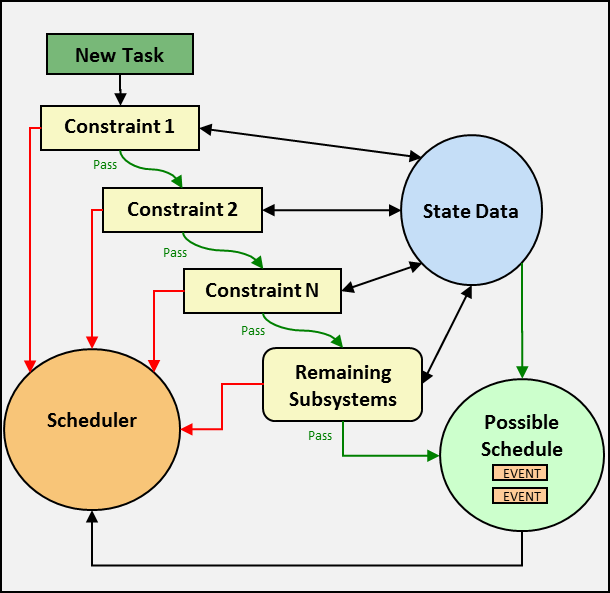 New Task
Constraint 1
Pass
Constraint 2
State Data
Pass
Constraint N
Pass
Remaining
Subsystems
Scheduler
Pass
Possible
Schedule
EVENT
EVENT